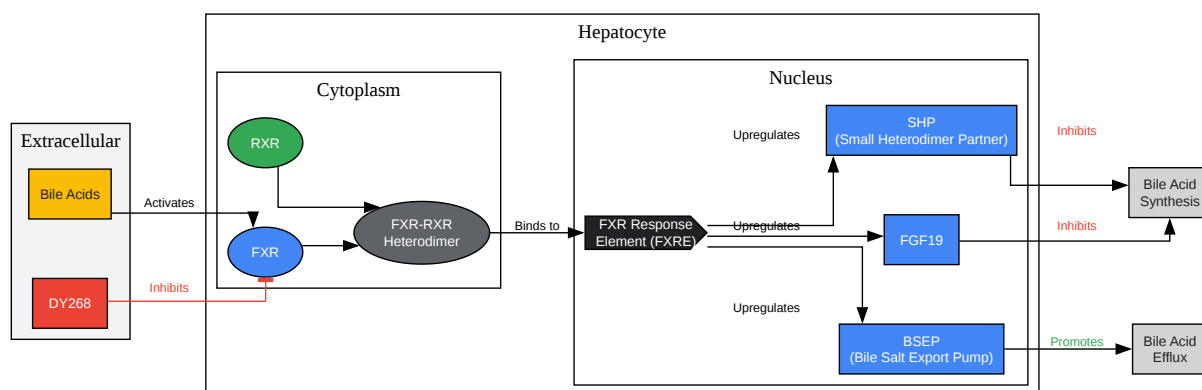 Hepatocyte
Extracellular
Cytoplasm
Nucleus
Bile Acids
DY268
Activates
Inhibits
RXR
FXR
FXR-RXR
Heterodimer
Binds to
FXR Response
Element (FXRE)
Upregulates
Upregulates
Upregulates
SHP
(Small Heterodimer Partner)
FGF19
BSEP
(Bile Salt Export Pump)
Inhibits
Inhibits
Promotes
Bile Acid
Synthesis
Bile Acid
Efflux